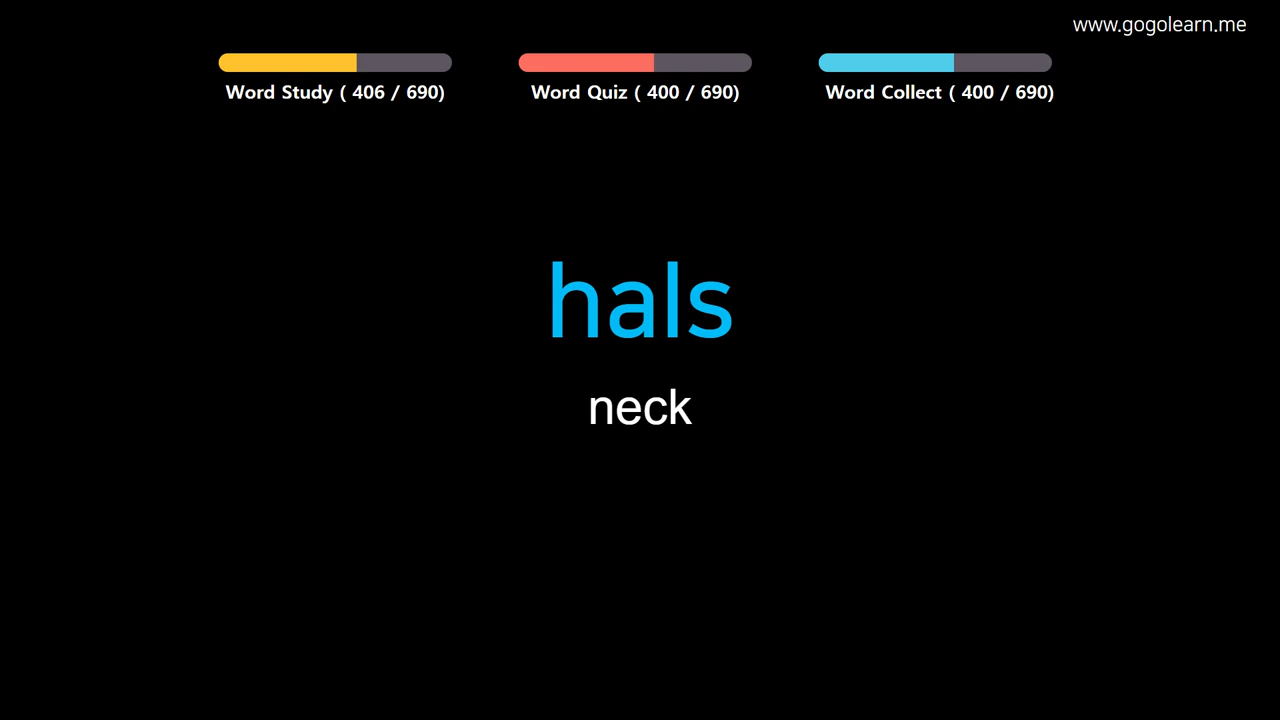 www.gogolearn.me
Word Study ( 406 / 690)
Word Quiz ( 400 / 690)
Word Collect ( 400 / 690)
hals
neck